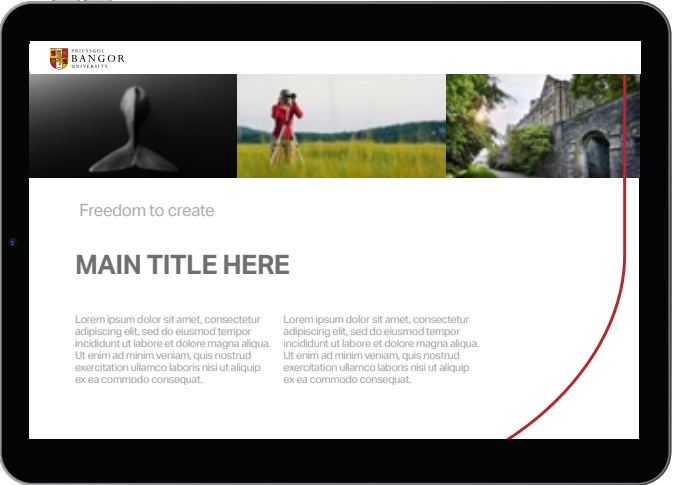 PRIFYSGOL
BANGOR
UNIVERSITY
Freedom to create
MAIN TITLE HERE
Lorem ipsum dolor sit amet, consectetur
adipiscing elit, sed do eiusmod tempor
incididunt ut labore et dolore magna aliqua.
Ut enim ad minim veniam, quis nostrud
exercitation ullamco laboris nisi ut aliquip
ex ea commodo consequat.
Lorem ipsum dolor sit amet, consectetur
adipiscing elit, sed do eiusmod tempor
incididunt ut labore et dolore magna aliqua.
Ut enim ad minim veniam, quis nostrud
exercitation ullamco laboris nisi ut aliquip
ex ea commodo consequat.